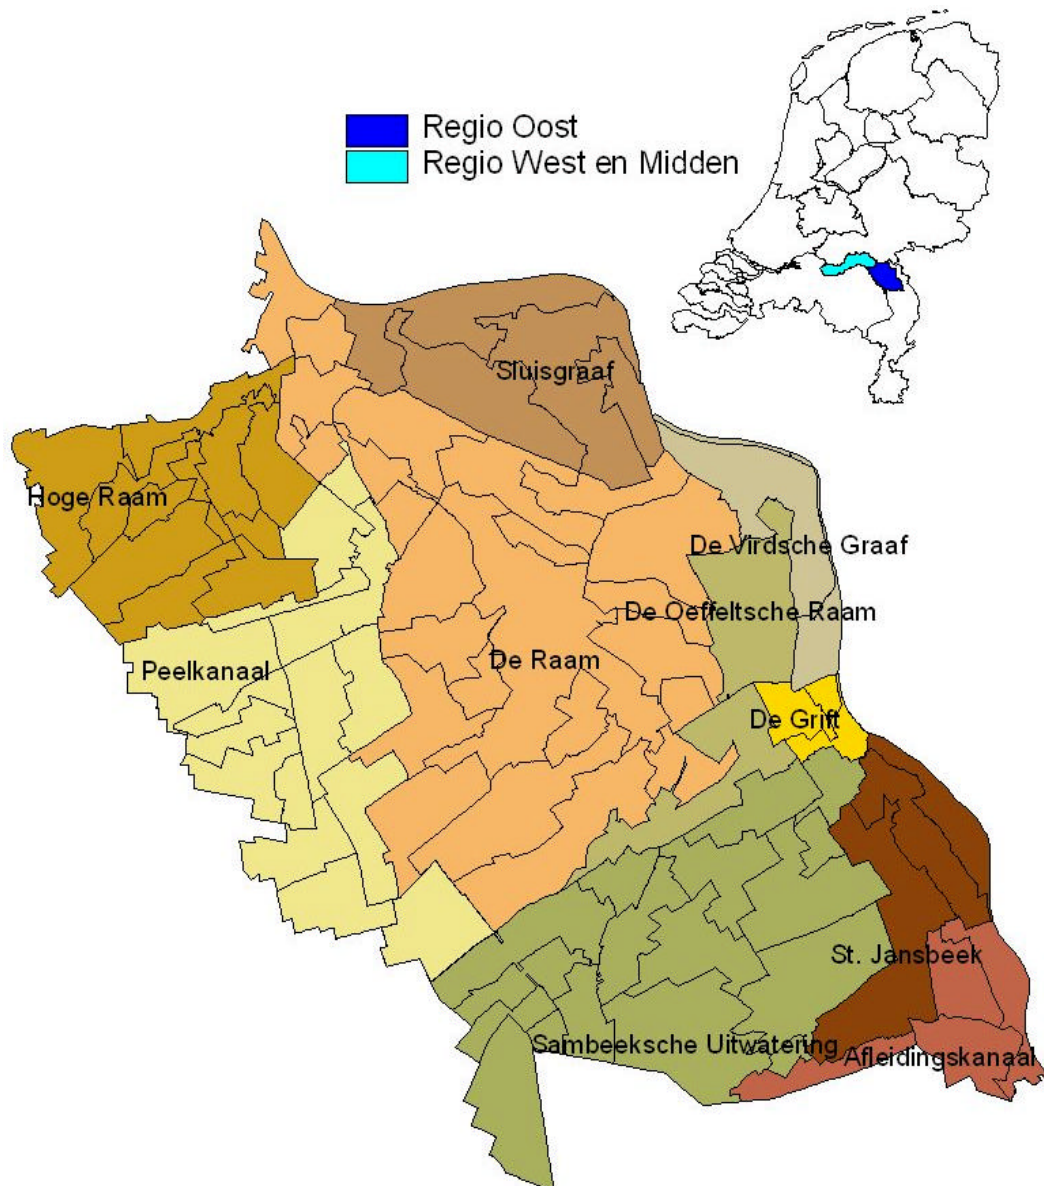 Regio Oost
Regio West en Midden
Sluisgraaf
Hoge Raam
De Virdsche Graaf
De Oeffeltsche Raam
De Raam
Peelkanaal
De Grift
St. Jansbeek
Sambeeksche Uitwatering
Afleidingskanaal